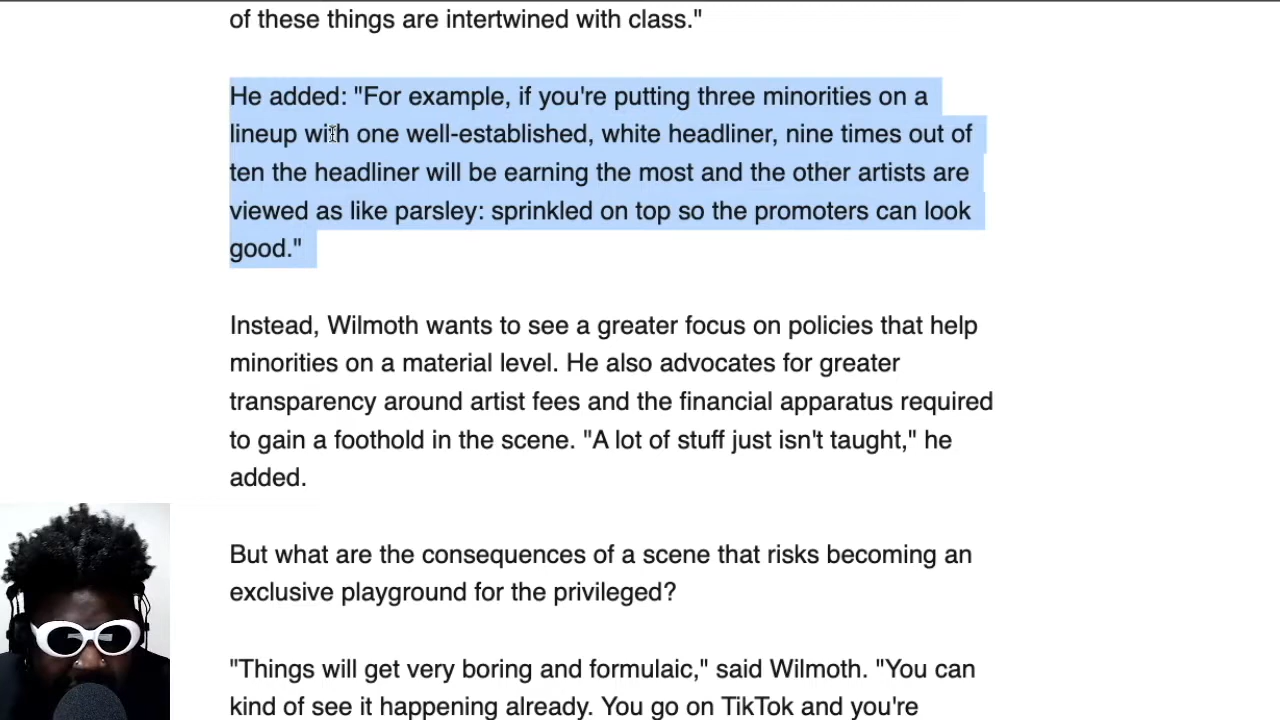 of these things are intertwined with class."
He added: "For example, if you're putting three minorities on a
lineup with one well-established, white headliner, nine times out of
ten the headliner will be earning the most and the other artists are
viewed as like parsley: sprinkled on top so the promoters can look
good."
Instead, Wilmoth wants to see a greater focus on policies that help
minorities on a material level. He also advocates for greater
transparency around artist fees and the financial apparatus required
to gain a foothold in the scene. "A lot of stuff just isn't taught," he
added.
But what are the consequences of a scene that risks becoming an
exclusive playground for the privileged?
"Things will get very boring and formulaic," said Wilmoth. "You can
kind of see it happening already. You go on TikTok and you're